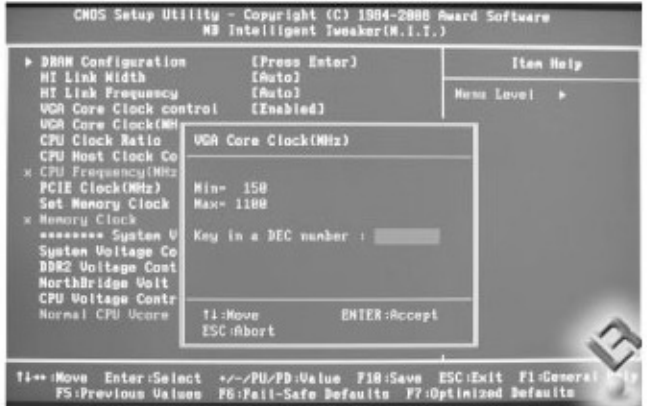 CMOS Setup Utility - Copyright (C) 1984-2008 Award Software
MB Intelligent Tweaker(M.I.T.)
▶ DRAM Configuration [Press Enter]
HT Link Width [Auto]
HT Link Frequency [Auto]
VGA Core Clock control [Enabled]
VGA Core Clock(MH
CPU Clock Ratio
CPU Host Clock Co
x CPU Frequency(MHz
PCIE Clock(MHz)
Set Memory Clock
x Memory Clock
******** System V
System Voltage Co
DDR2 Voltage Cont
NorthBridge Volt
CPU Voltage Contr
Normal CPU Vcore
Item Help
Menu Level ▶
VGA Core Clock(MHz)
Min= 150
Max= 1100
Key in a DEC number :
↑↓:Move ENTER:Accept
ESC:Abort
↑↓→←:Move Enter:Select +/-/PU/PD:Value F10:Save ESC:Exit F1:General Help
F5:Previous Values F6:Fail-Safe Defaults F7:Optimized Defaults